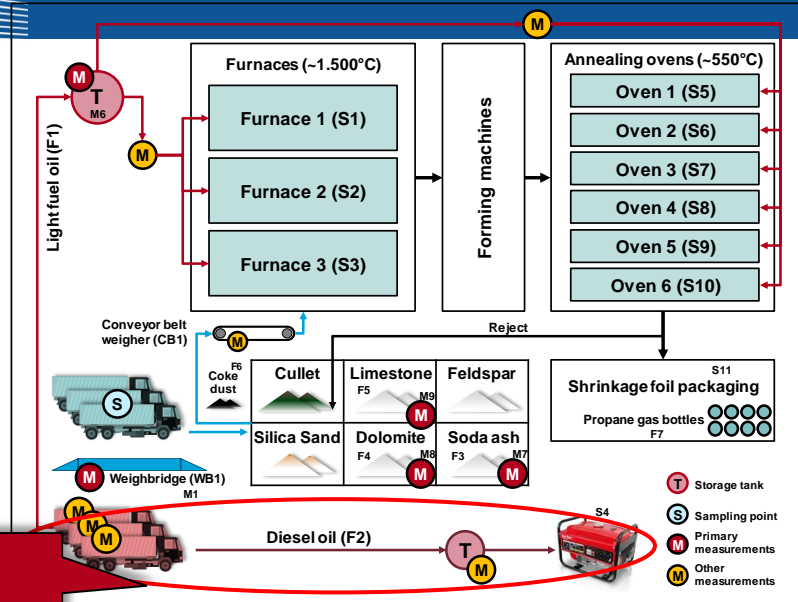 M
M
T
M6
M
Light fuel oil (F1)
Furnaces (~1.500°C)
Furnace 1 (S1)
Furnace 2 (S2)
Furnace 3 (S3)
Forming machines
Annealing ovens (~550°C)
Oven 1 (S5)
Oven 2 (S6)
Oven 3 (S7)
Oven 4 (S8)
Oven 5 (S9)
Oven 6 (S10)
Conveyor belt
weigher (CB1)
M
Reject
S
F6
Coke
dust
Cullet
Limestone
F5
M9
M
Feldspar
Silica Sand
Dolomite
F4
M8
M
Soda ash
F3
M7
M
S11
Shrinkage foil packaging
Propane gas bottles
F7
M
Weighbridge (WB1)
M1
M
M
M
Diesel oil (F2)
T
M
S4
T Storage tank
S Sampling point
M Primary
measurements
M Other
measurements